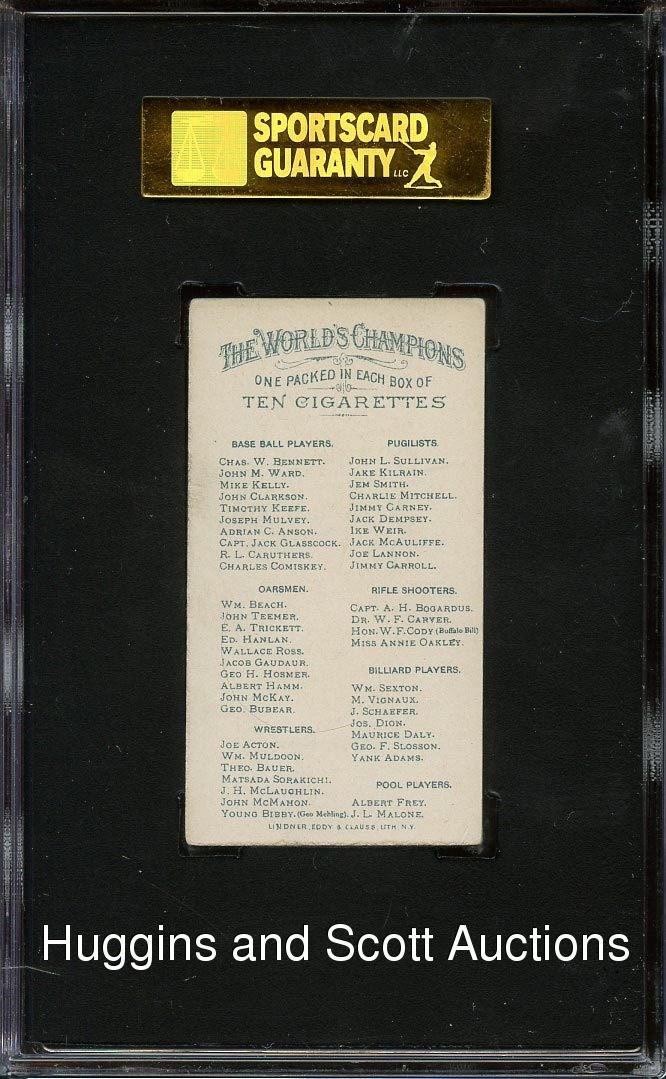 SPORTSCARD
GUARANTY LLC
THE WORLD'S CHAMPIONS
ONE PACKED IN EACH BOX OF
TEN CIGARETTES
BASE BALL PLAYERS.
CHAS. W. BENNETT.
JOHN M. WARD.
MIKE KELLY.
JOHN CLARKSON.
TIMOTHY KEEFE.
JOSEPH MULVEY.
ADRIAN C. ANSON.
CAPT. JACK GLASSCOCK.
R. L. CARUTHERS.
CHARLES COMISKEY.
OARSMEN.
WM. BEACH.
JOHN TEEMER.
E. A. TRICKETT.
ED. HANLAN.
WALLACE ROSS.
JACOB GAUDAUR.
GEO H. HOSMER.
ALBERT HAMM.
JOHN MCKAY.
GEO. BUBEAR.
WRESTLERS.
JOE ACTON.
WM. MULDOON.
THEO. BAUER.
MATSADA SORAKICHI.
J. H. MCLAUGHLIN.
JOHN MCMAHON.
YOUNG BIBBY. (Geo Mehling).
PUGILISTS.
JOHN L. SULLIVAN.
JAKE KILRAIN.
JEM SMITH.
CHARLIE MITCHELL.
JIMMY CARNEY.
JACK DEMPSEY.
IKE WEIR.
JACK MCAULIFFE.
JOE LANNON.
JIMMY CARROLL.
RIFLE SHOOTERS.
CAPT. A. H. BOGARDUS.
DR. W. F. CARVER.
HON. W. F. CODY (Buffalo Bill)
MISS ANNIE OAKLEY.
BILLIARD PLAYERS.
WM. SEXTON.
M. VIGNAUX.
J. SCHAEFER.
JOS. DION.
MAURICE DALY.
GEO. F. SLOSSON.
YANK ADAMS.
POOL PLAYERS.
ALBERT FREY.
J. L. MALONE.
LINDNER, EDDY & CLAUSS, LITH. N.Y.
Huggins and Scott Auctions